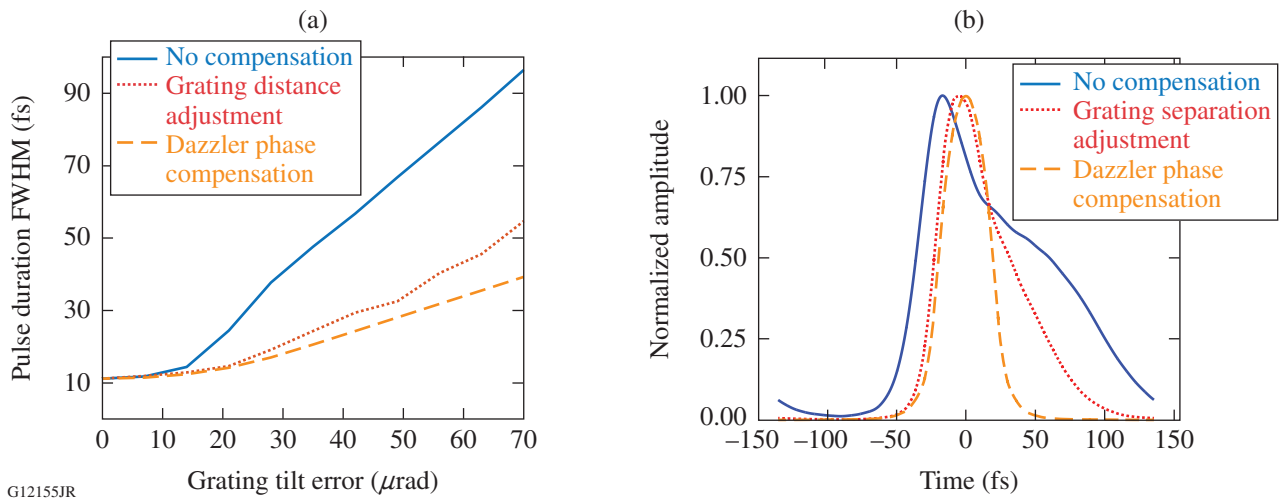 (a)
No compensation
Grating distance
adjustment
Dazzler phase
compensation
Pulse duration FWHM (fs)
90
70
50
30
10
0 10 20 30 40 50 60 70
Grating tilt error (μrad)
G12155JR
(b)
No compensation
Grating separation
adjustment
Dazzler phase
compensation
Normalized amplitude
1.00
0.75
0.50
0.25
0.00
–150 –100 –50 0 50 100 150
Time (fs)